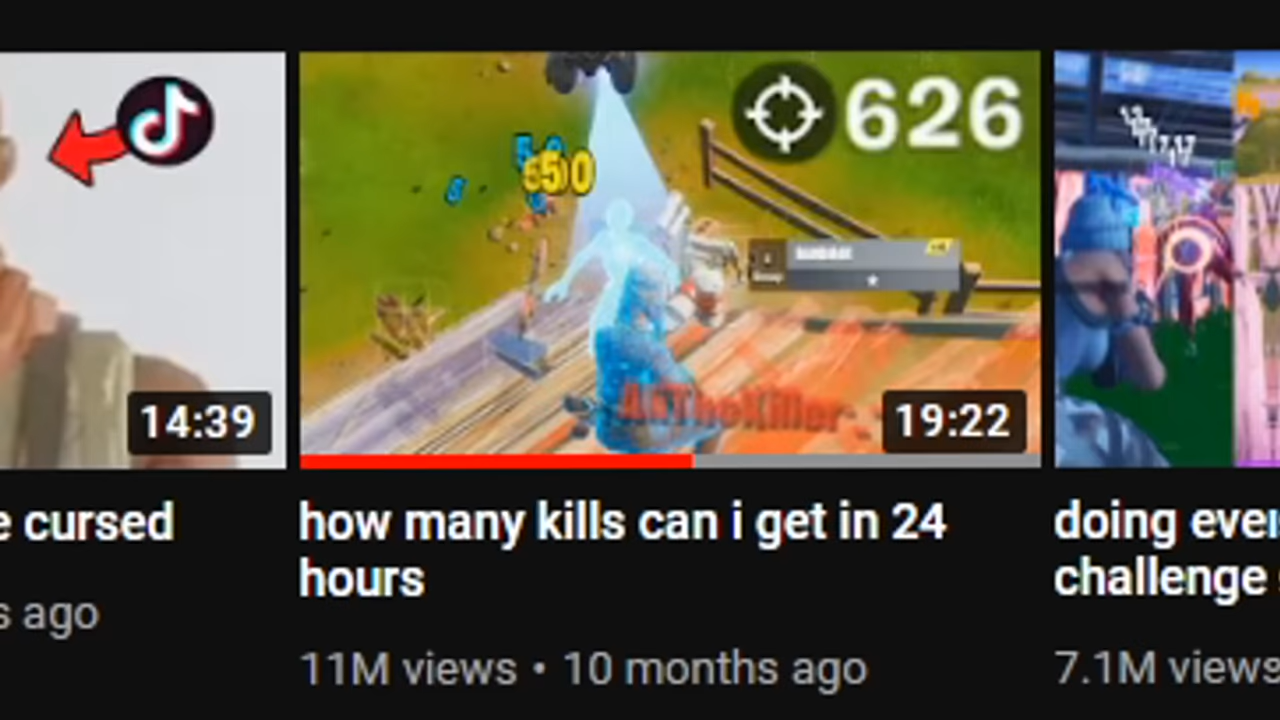 626
50
14:39
19:22
e cursed
how many kills can i get in 24
hours
doing ever
challenge
s ago
11M views • 10 months ago
7.1M views